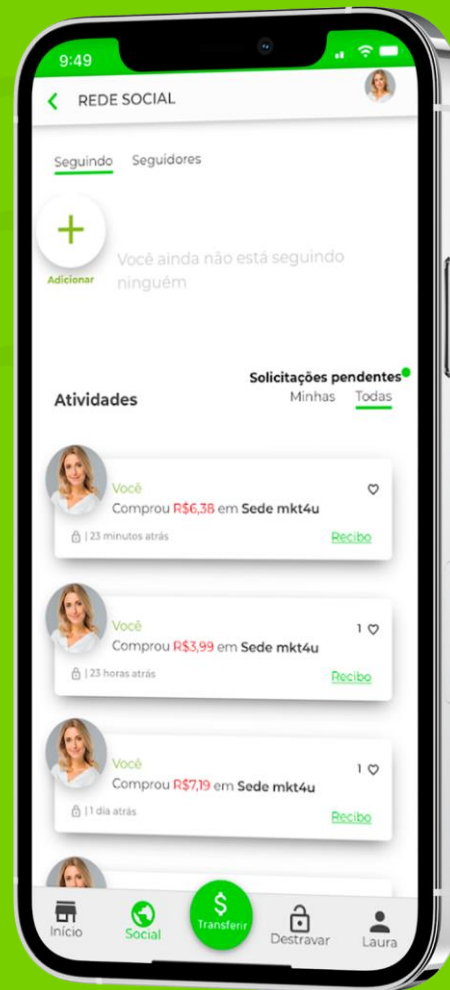 9:49
REDE SOCIAL
Seguindo Seguidores
Adicionar
Você ainda não está seguindo
ninguém
Solicitações pendentes
Atividades
Minhas Todas
Você
Comprou R$6,38 em Sede mkt4u
| 23 minutos atrás
Recibo
Você
1
Comprou R$3,99 em Sede mkt4u
| 23 horas atrás
Recibo
Você
1
Comprou R$7,19 em Sede mkt4u
| 1 dia atrás
Recibo
Início
Social
$
Transferir
Destravar
Laura